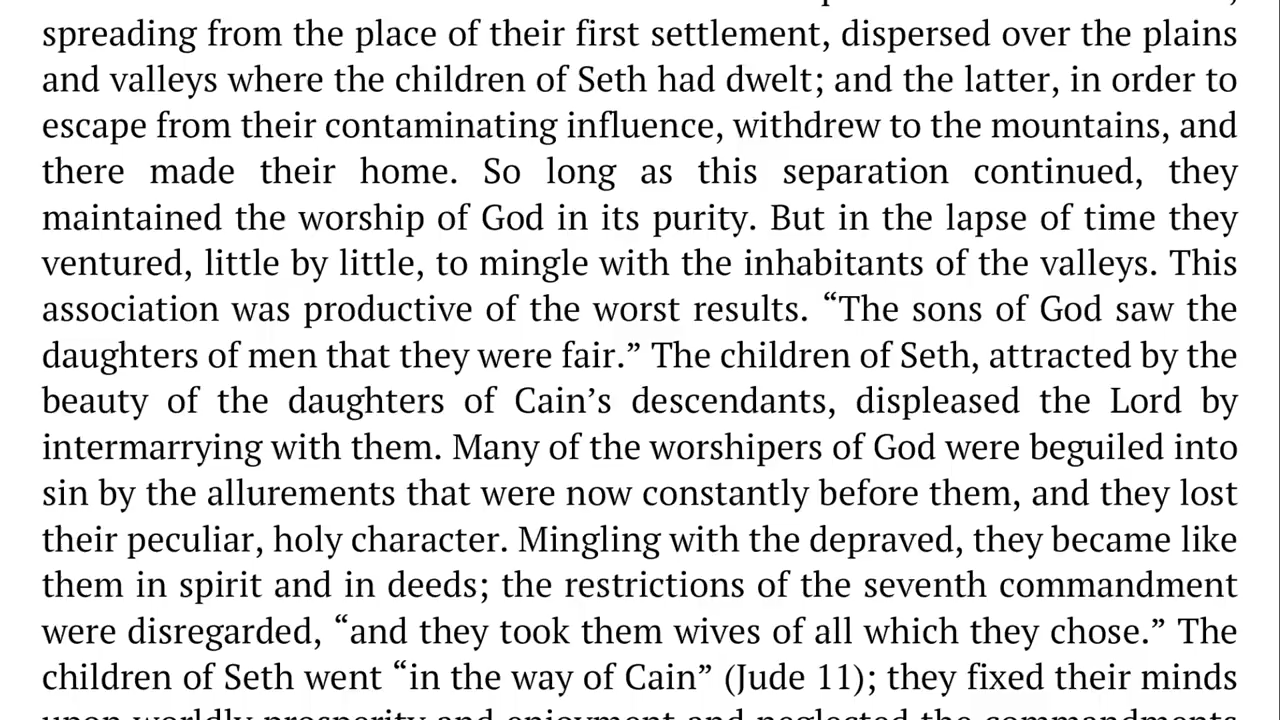 spreading from the place of their first settlement, dispersed over the plains
and valleys where the children of Seth had dwelt; and the latter, in order to
escape from their contaminating influence, withdrew to the mountains, and
there made their home. So long as this separation continued, they
maintained the worship of God in its purity. But in the lapse of time they
ventured, little by little, to mingle with the inhabitants of the valleys. This
association was productive of the worst results. “The sons of God saw the
daughters of men that they were fair.” The children of Seth, attracted by the
beauty of the daughters of Cain’s descendants, displeased the Lord by
intermarrying with them. Many of the worshipers of God were beguiled into
sin by the allurements that were now constantly before them, and they lost
their peculiar, holy character. Mingling with the depraved, they became like
them in spirit and in deeds; the restrictions of the seventh commandment
were disregarded, “and they took them wives of all which they chose.” The
children of Seth went “in the way of Cain” (Jude 11); they fixed their minds
upon worldly prosperity and enjoyment and neglected the commandments